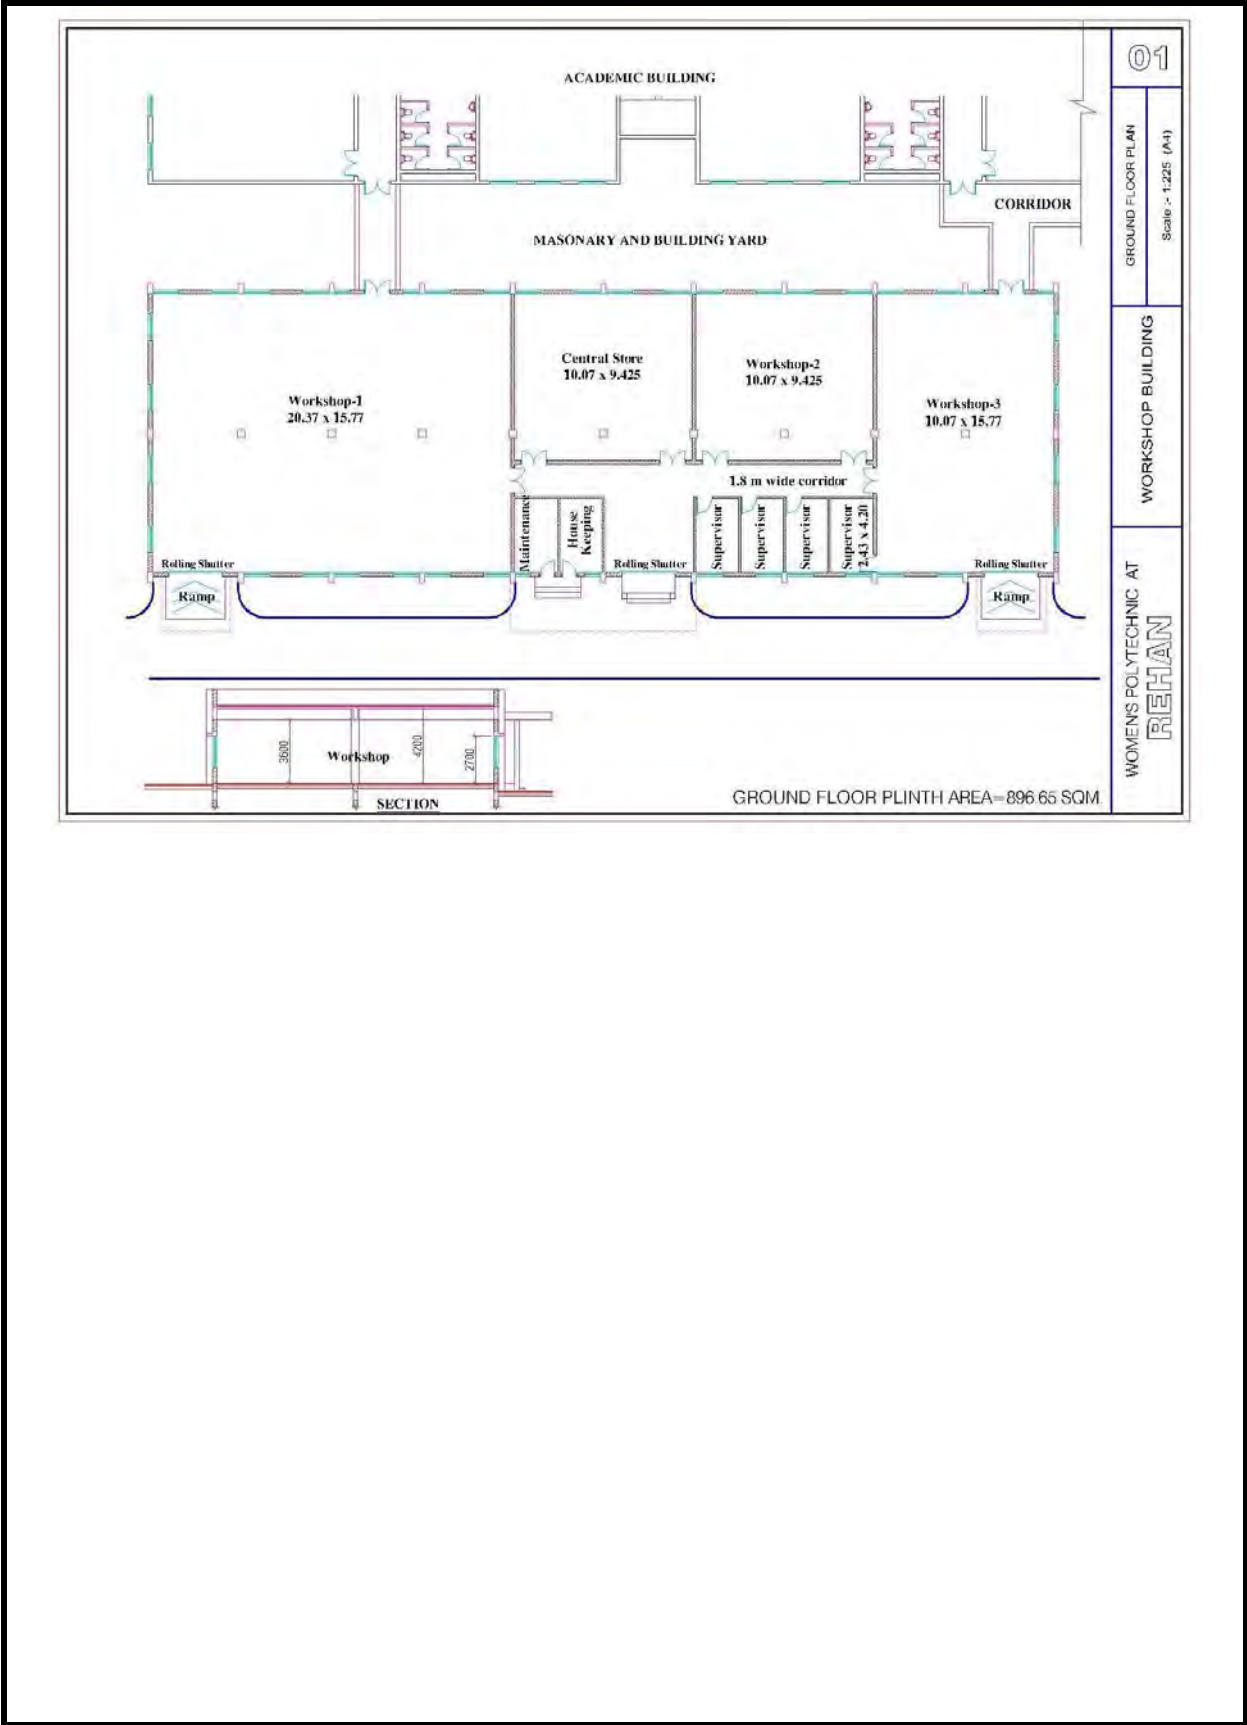 ACADEMIC BUILDING
CORRIDOR
MASONARY AND BUILDING YARD
Central Store
10.07 x 9.425
Workshop-2
10.07 x 9.425
Workshop-1
20.37 x 15.77
Workshop-3
10.07 x 15.77
1.8 m wide corridor
Maintenance
House
Keeping
Supervisor
Supervisor
Supervisor
Supervisor
2.43 x 4.20
Rolling Shutter
Rolling Shutter
Rolling Shutter
Ramp
Ramp
3600
Workshop
4200
2700
SECTION
GROUND FLOOR PLINTH AREA=896.65 SQM
01
GROUND FLOOR PLAN
Scale :- 1:225 (A4)
WORKSHOP BUILDING
WOMEN'S POLYTECHNIC AT
REHAN